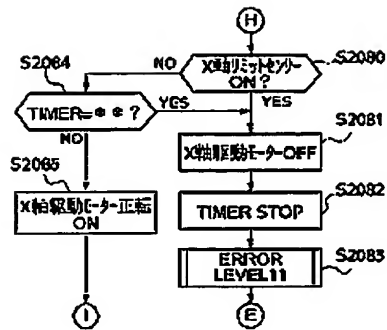 H
S2084
NO
X軸リミットセンサー
ON?
S2080
TIMER=**?
YES
YES
NO
S2081
X軸駆動モーターOFF
S2085
X軸駆動モーター正転
ON
S2082
TIMER STOP
S2083
ERROR
LEVEL11
I
E